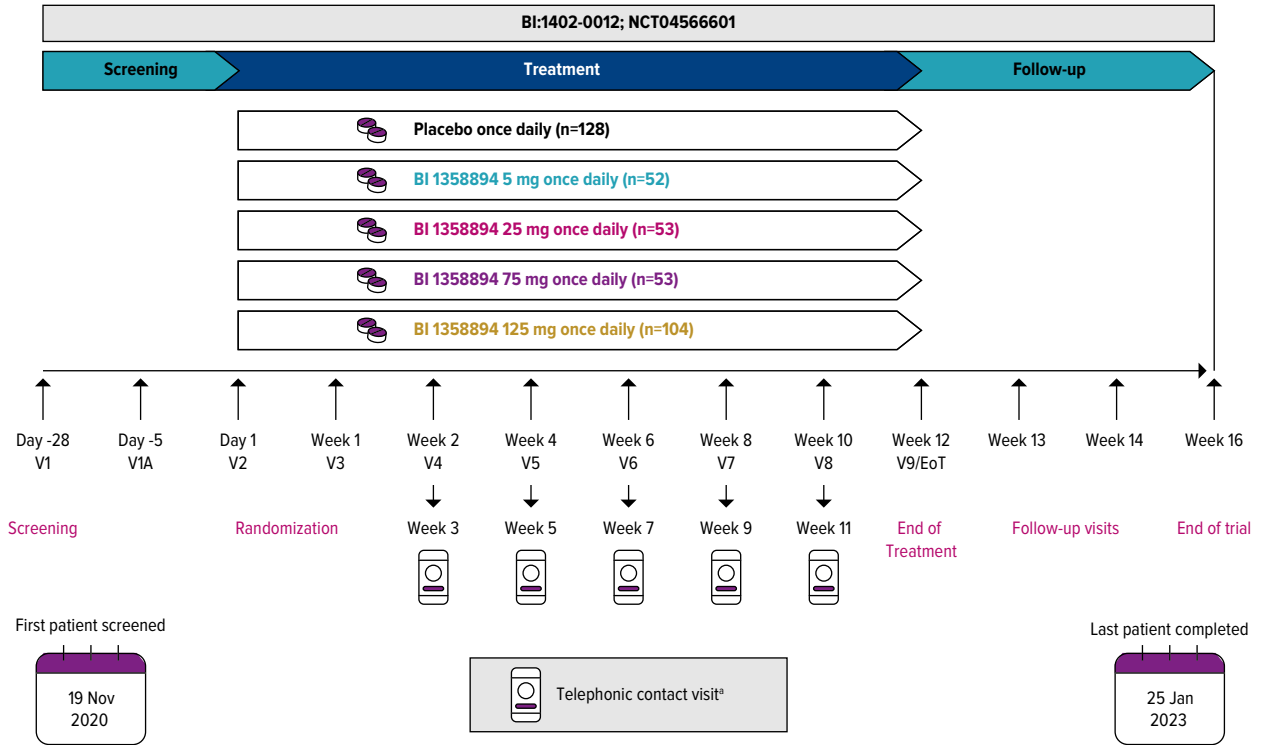 BI:1402-0012; NCT04566601
Screening
Treatment
Follow-up
Placebo once daily (n=128)
BI 1358894 5 mg once daily (n=52)
BI 1358894 25 mg once daily (n=53)
BI 1358894 75 mg once daily (n=53)
BI 1358894 125 mg once daily (n=104)
Day -28
V1
Day -5
V1A
Day 1
V2
Week 1
V3
Week 2
V4
Week 4
V5
Week 6
V6
Week 8
V7
Week 10
V8
Week 12
V9/EoT
Week 13
Week 14
Week 16
Screening
Randomization
Week 3
Week 5
Week 7
Week 9
Week 11
End of
Treatment
Follow-up visits
End of trial
First patient screened
19 Nov
2020
Telephonic contact visitᵃ
Last patient completed
25 Jan
2023